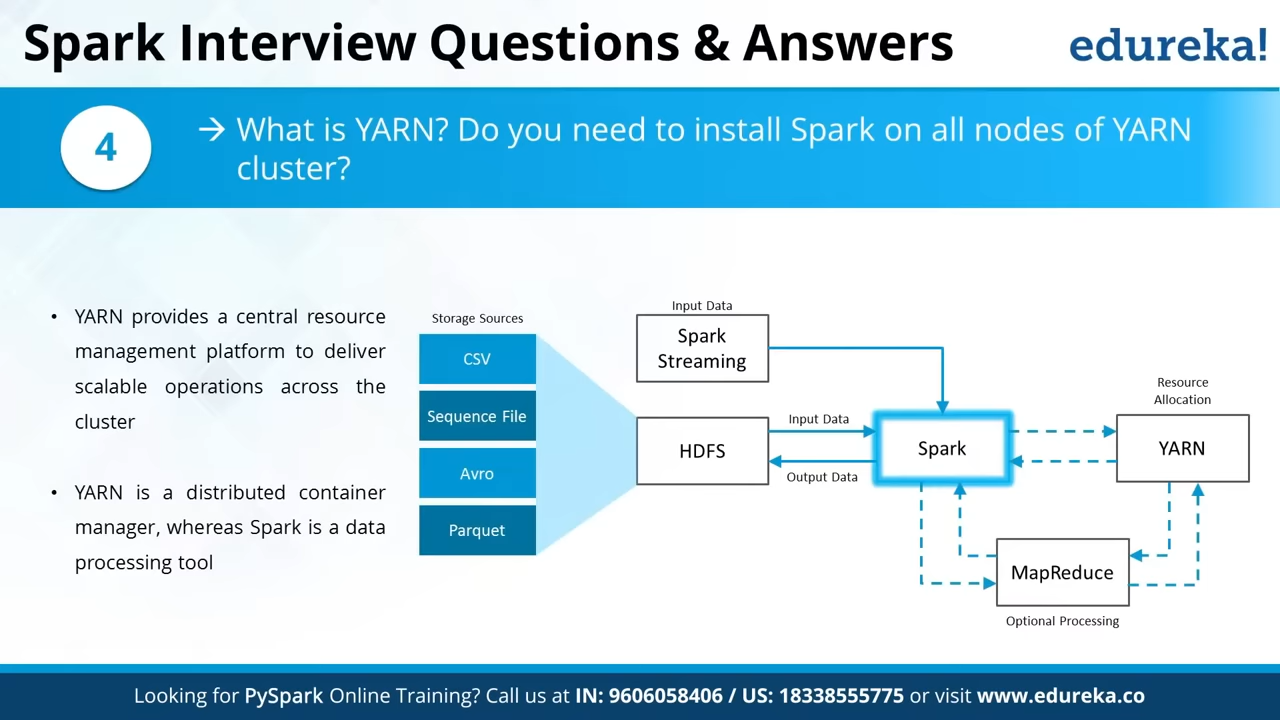 Spark Interview Questions & Answers
edureka!
4
→ What is YARN? Do you need to install Spark on all nodes of YARN
cluster?
• YARN provides a central resource
management platform to deliver
scalable operations across the
cluster
• YARN is a distributed container
manager, whereas Spark is a data
processing tool
Storage Sources
CSV
Sequence File
Avro
Parquet
Input Data
Spark
Streaming
HDFS
Input Data
Output Data
Spark
Resource
Allocation
YARN
MapReduce
Optional Processing
Looking for PySpark Online Training? Call us at IN: 9606058406 / US: 18338555775 or visit www.edureka.co